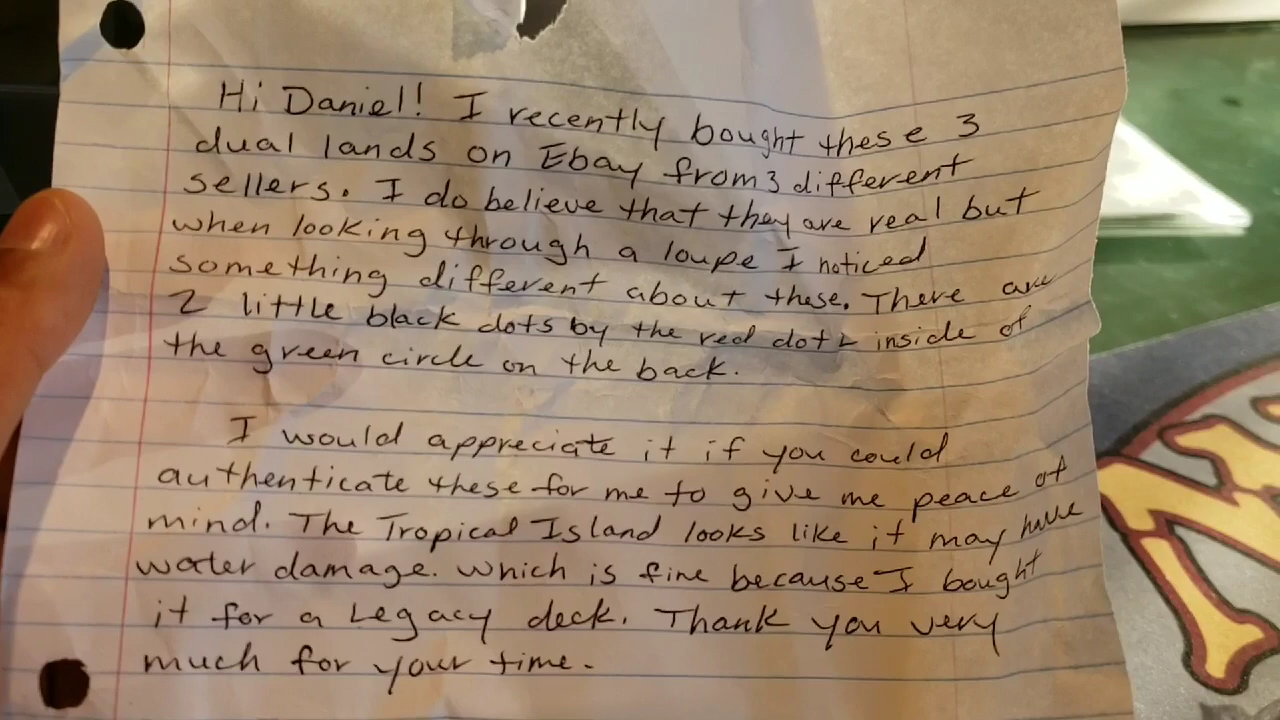 Hi Daniel! I recently bought these 3
dual lands on Ebay from 3 different
sellers. I do believe that they are real but
when looking through a loupe I noticed
something different about these. There are
2 little black dots by the red dot inside of
the green circle on the back.
I would appreciate it if you could
authenticate these for me to give me peace of
mind. The Tropical Island looks like it may have
water damage. Which is fine because I bought
it for a Legacy deck. Thank you very
much for your time.